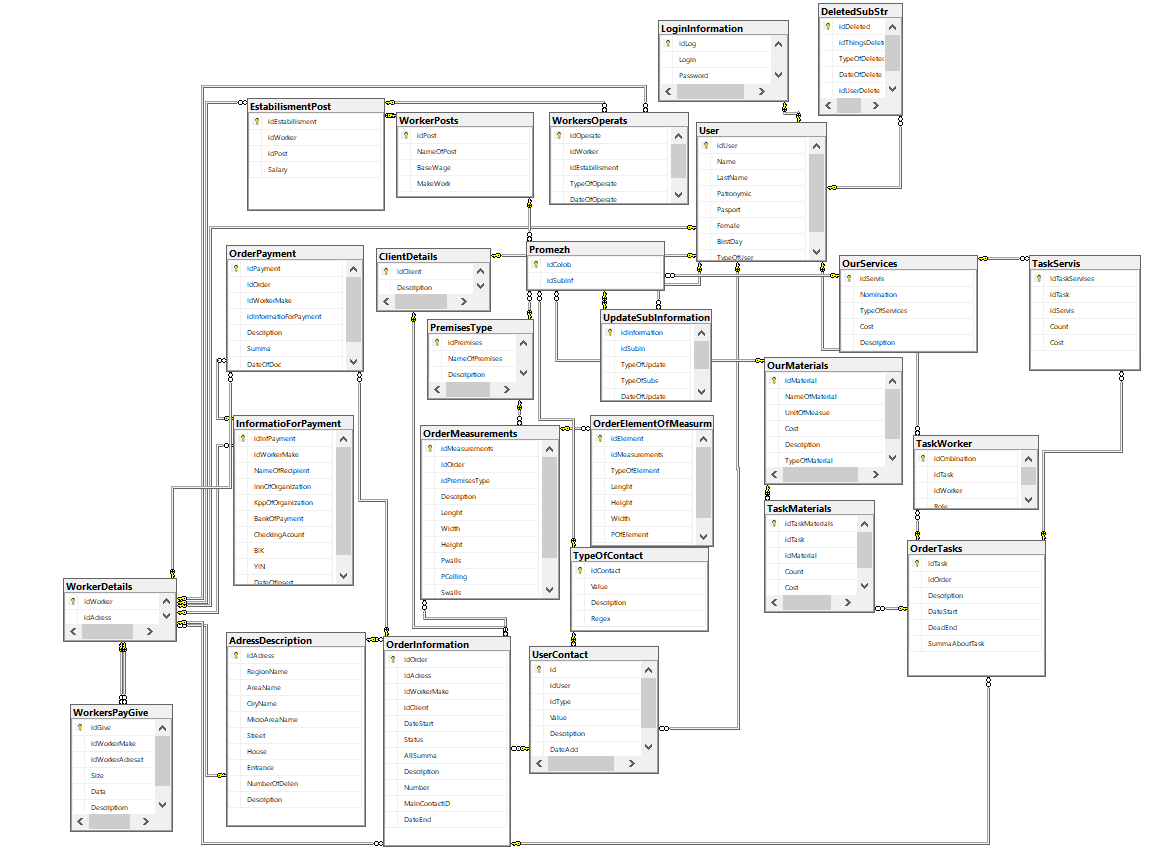 DeletedSubStr
idDeleted
idThingsDelet
TypeOfDeleted
DateOfDelete
idUserDelete
LoginInformation
idLog
Login
Password
EstabilismentPost
idEstabilisment
idWorker
idPost
Salary
WorkerPosts
idPost
NameOfPost
BaseWage
MakeWork
WorkersOperats
idOperate
idWorker
idEstabilisment
TypeOfOperate
DateOfOperate
User
idUser
Name
LastName
Patronymic
Pasport
Female
BirstDay
TypeOfUser
OrderPayment
idPayment
idOrder
idWorkerMake
idInformatioForPayment
Description
Summa
DateOfDoc
ClientDetails
idClient
Description
Promezh
idColob
idSubInf
OurServices
idServis
Nomination
TypeOfServices
Cost
Description
TaskServis
idTaskServises
idTask
idServis
Count
Cost
PremisesType
idPremises
NameOfPremises
Description
UpdateSubInformation
idInformation
idSubIn
TypeOfUpdate
TypeOfSubs
DateOfUpdate
OurMaterials
idMaterial
NameOfMaterial
UnitOfMeasue
Cost
Description
TypeOfMaterial
InformatioForPayment
idInfPayment
idWorkerMake
NameOfRecipient
InnOfOrganization
KppOfOrganization
BankOfPayment
CheckingAcount
BIK
YIN
DateOfInsert
OrderMeasurements
idMeasurements
idOrder
idPremisesType
Description
Lenght
Width
Height
Pwalls
PCelling
Swalls
OrderElementOfMeasurm
idElement
idMeasurements
TypeOfElement
Lenght
Height
Width
POfElement
TaskWorker
idCmbination
idTask
idWorker
Role
TaskMaterials
idTaskMaterials
idTask
idMaterial
Count
Cost
OrderTasks
idTask
idOrder
Description
DateStart
DeadEnd
SummaAboutTask
TypeOfContact
idContact
Value
Description
Regex
WorkerDetails
idWorker
idAdress
AdressDescription
idAdress
RegionName
AreaName
CityName
MicroAreaName
Street
House
Entrance
NumberOfDelen
Description
OrderInformation
idOrder
idAdress
idWorkerMake
idClient
DateStart
Status
AllSumma
Description
Number
MainContactID
DateEnd
UserContact
id
idUser
idType
Value
Description
DateAdd
WorkersPayGive
idGive
idWorkerMake
idWorkerAdresat
Size
Data
Descriptiom